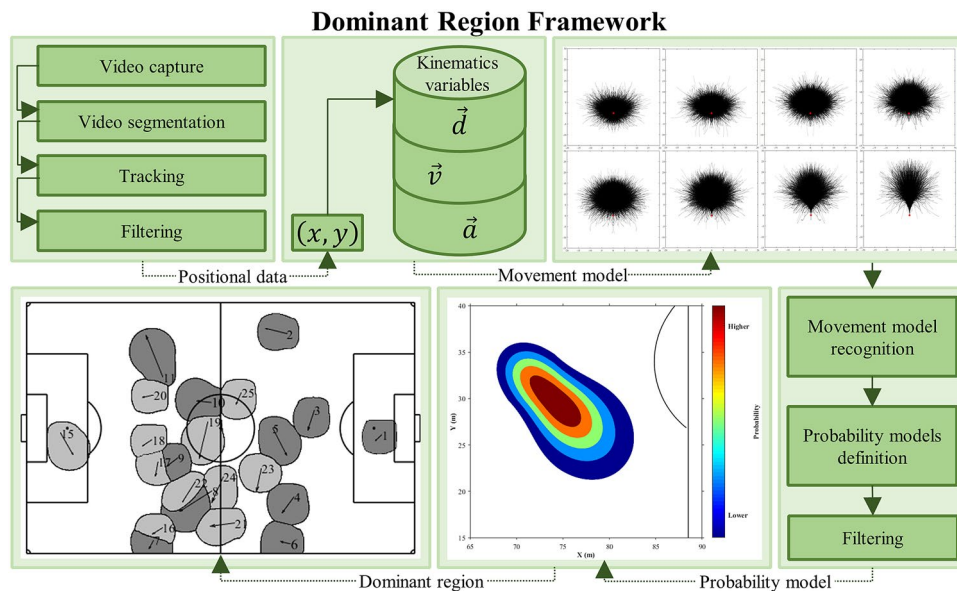 Dominant Region Framework
Video capture
Video segmentation
Tracking
Filtering
Positional data
(x, y)
Kinematics
variables
d⃗
v⃗
a⃗
Movement model
Movement model
recognition
Probability models
definition
Filtering
Probability model
40
35
30
25
20
15
65
70
75
80
85
90
X (m)
Y (m)
Higher
Probability
Lower
Dominant region
2
11
20
10
25
3
15
19
5
1
18
17
9
23
22
24
8
4
16
21
7
6